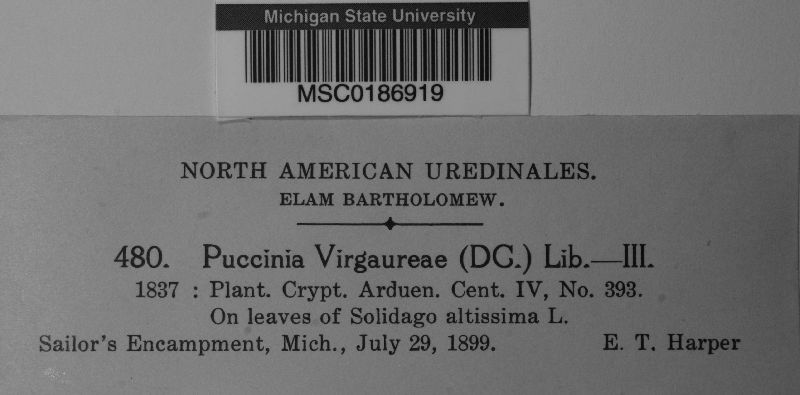 Michigan State University
MSC0186919
NORTH AMERICAN UREDINALES.
ELAM BARTHOLOMEW.
480. Puccinia Virgaureae (DC.) Lib.—III.
1837 : Plant. Crypt. Arduen. Cent. IV, No. 393.
On leaves of Solidago altissima L.
Sailor's Encampment, Mich., July 29, 1899. E. T. Harper